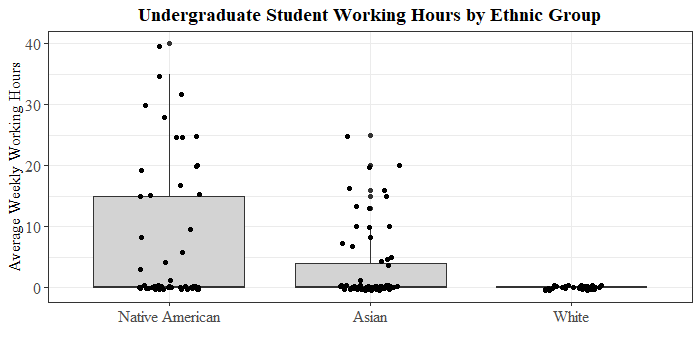 Undergraduate Student Working Hours by Ethnic Group
Average Weekly Working Hours
40
30
20
10
0
Native American
Asian
White